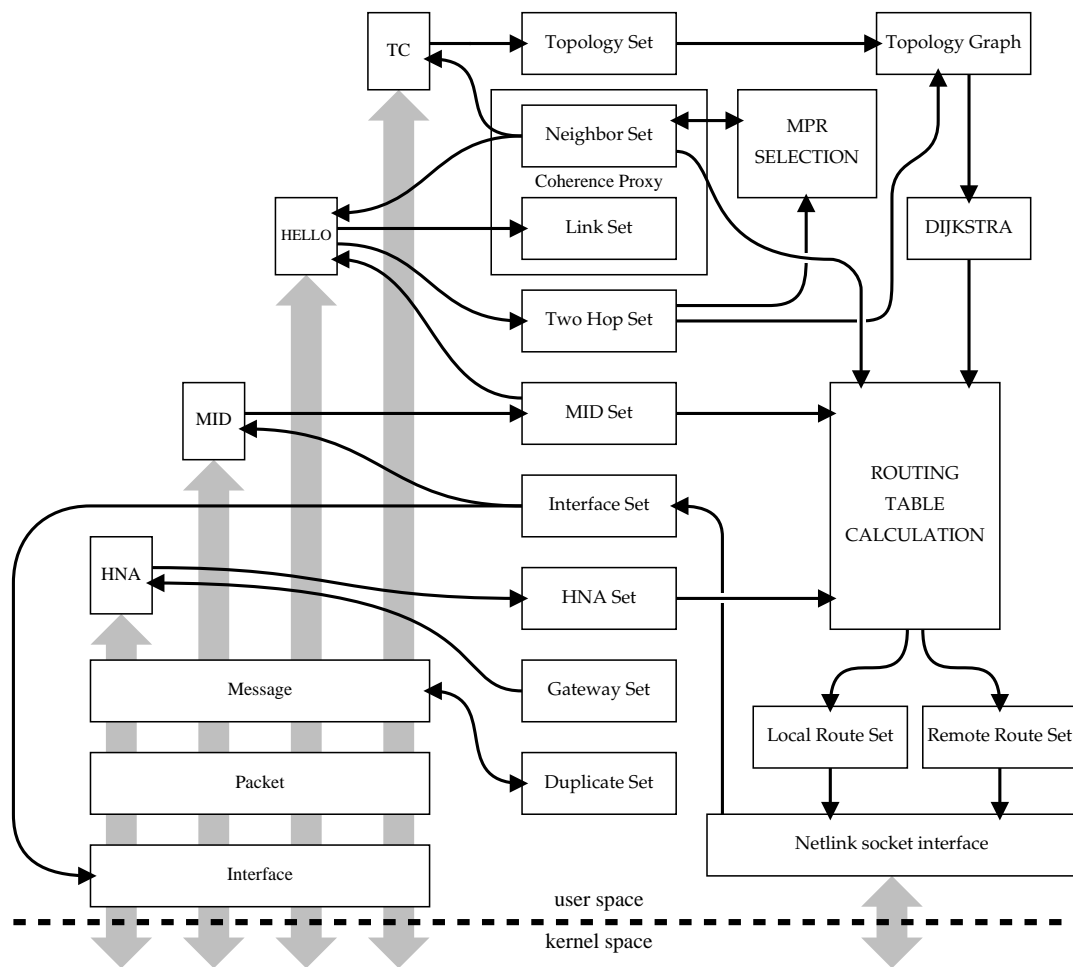 TC
Topology Set
Topology Graph
Neighbor Set
MPR
SELECTION
Coherence Proxy
HELLO
Link Set
DIJKSTRA
Two Hop Set
MID
MID Set
ROUTING
TABLE
CALCULATION
Interface Set
HNA
HNA Set
Message
Gateway Set
Local Route Set
Remote Route Set
Packet
Duplicate Set
Netlink socket interface
Interface
user space
kernel space